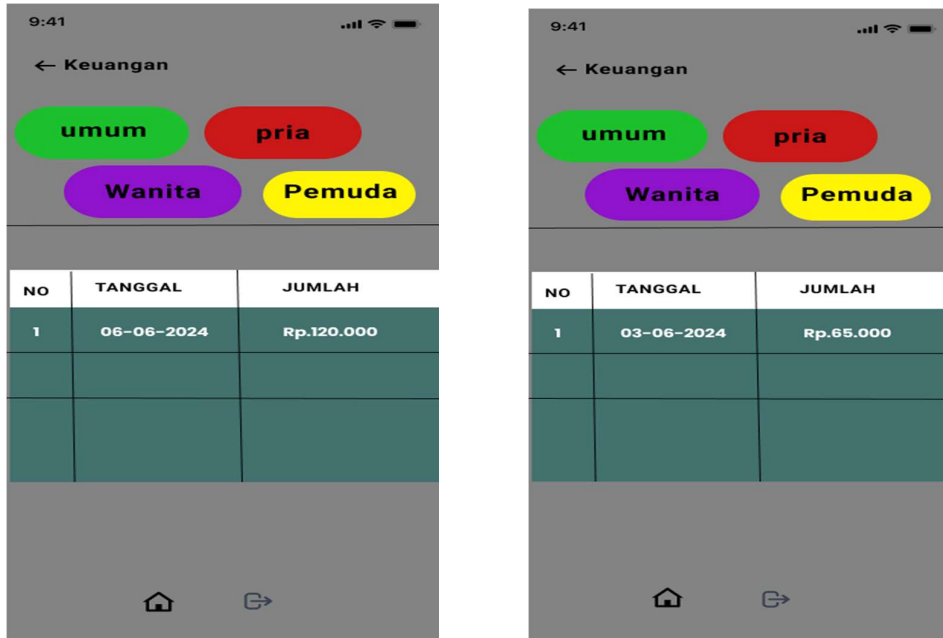 9:41
← Keuangan
umum pria
Wanita Pemuda
NO TANGGAL JUMLAH
1 06-06-2024 Rp.120.000
9:41
← Keuangan
umum pria
Wanita Pemuda
NO TANGGAL JUMLAH
1 03-06-2024 Rp.65.000